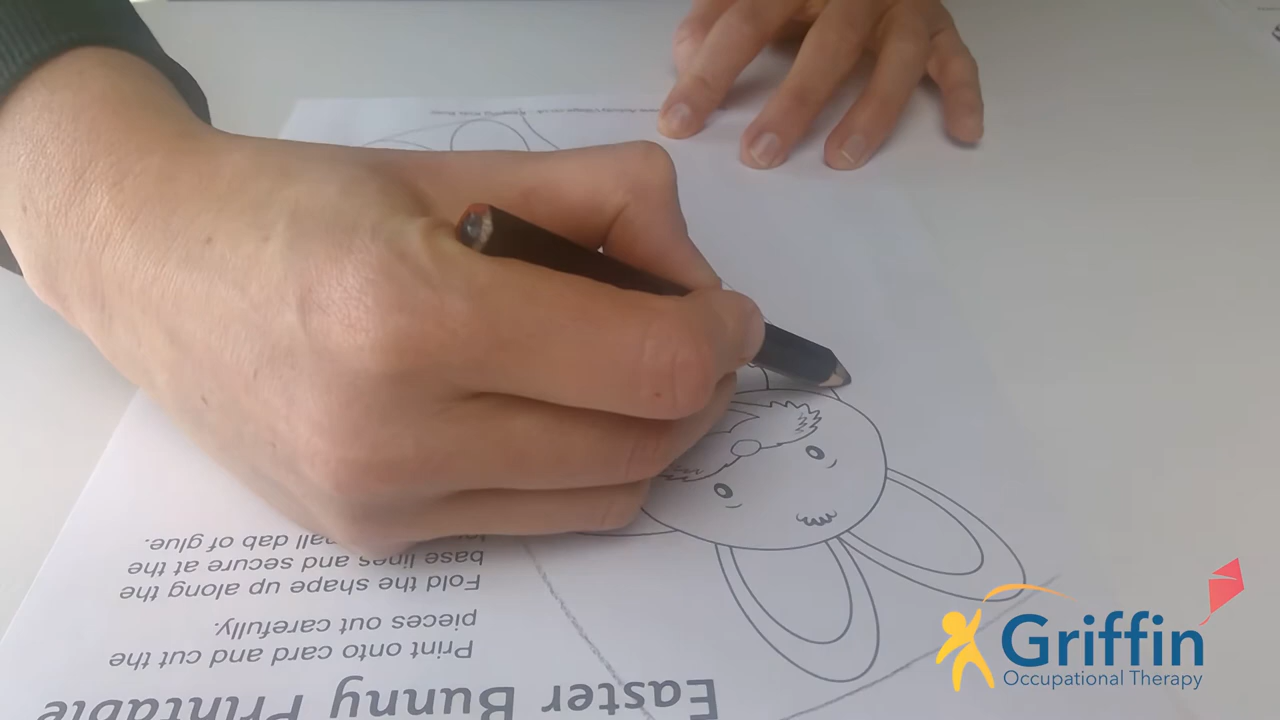 Easter Bunny Printable
Print onto card and cut the
pieces out carefully.
Fold the shape up along the
base lines and secure at the
small dab of glue.
Griffin
Occupational Therapy